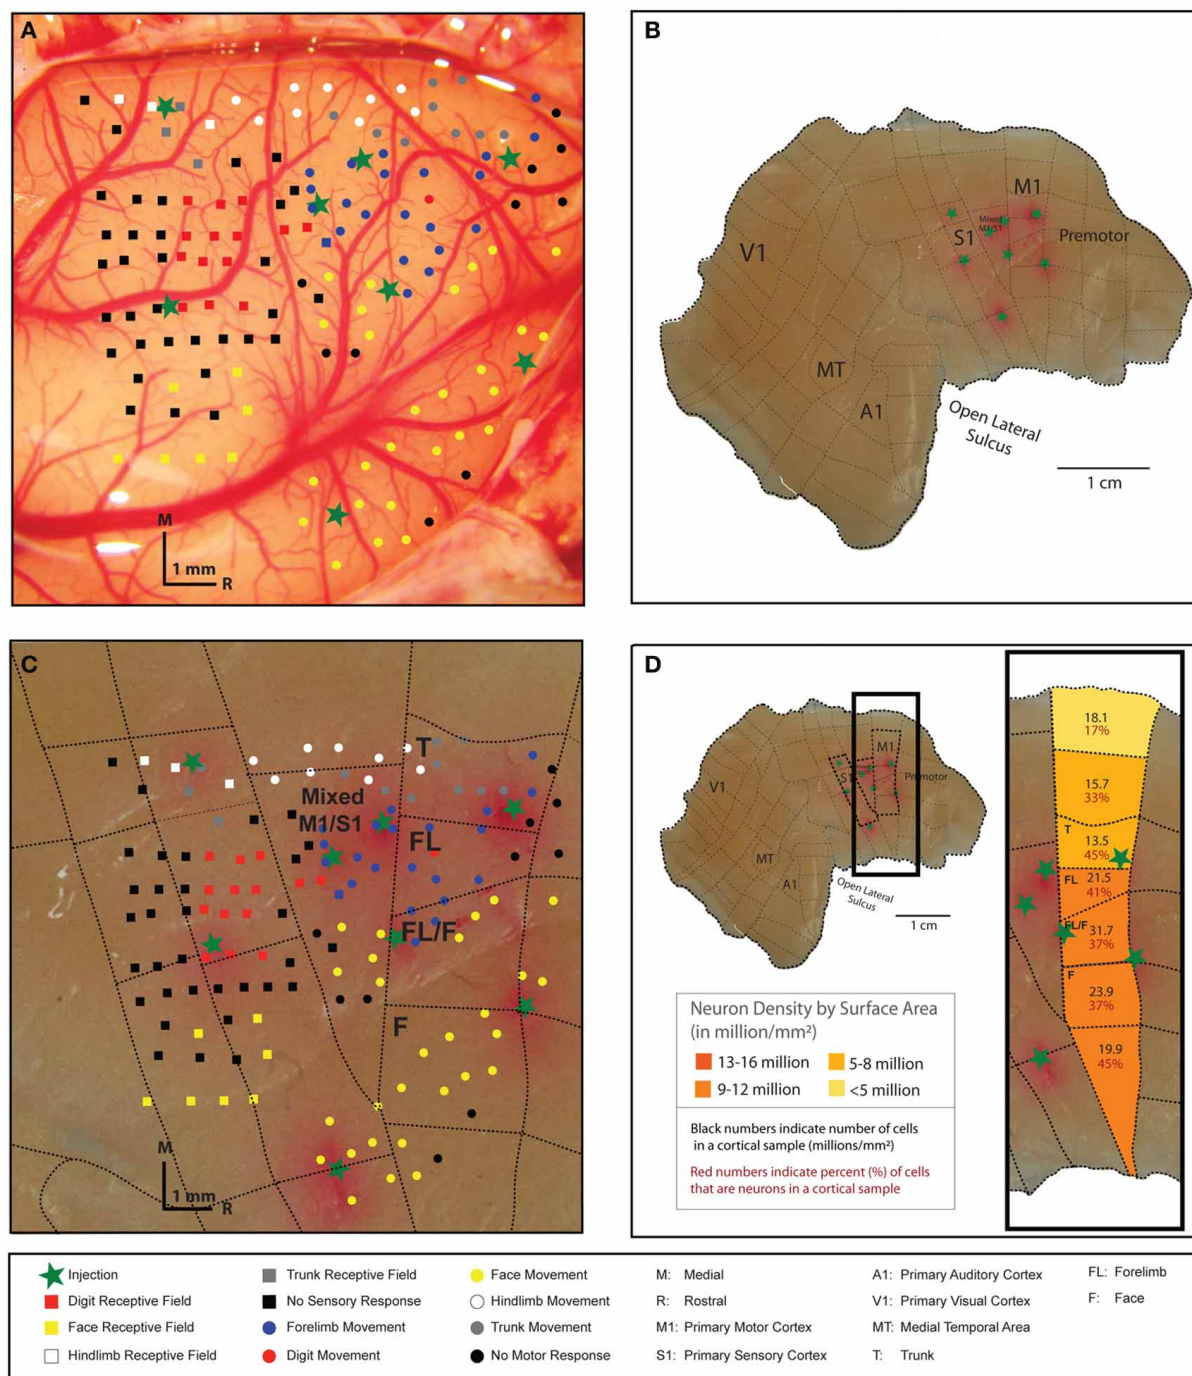 A
M
1 mm
R
B
V1
MT
A1
S1
Mixed
M1/S1
M1
Premotor
Open Lateral
Sulcus
1 cm
C
T
Mixed
M1/S1
FL
FL/F
F
M
1 mm
R
D
V1
MT
A1
S1
M1
Premotor
Open Lateral
Sulcus
1 cm
18.1
17%
15.7
33%
T
13.5
45%
FL
21.5
41%
FL/F
31.7
37%
F
23.9
37%
19.9
45%
Neuron Density by Surface Area
(in million/mm²)
13-16 million
5-8 million
9-12 million
<5 million
Black numbers indicate number of cells
in a cortical sample (millions/mm²)
Red numbers indicate percent (%) of cells
that are neurons in a cortical sample
Injection
Digit Receptive Field
Face Receptive Field
Hindlimb Receptive Field
Trunk Receptive Field
No Sensory Response
Forelimb Movement
Digit Movement
Face Movement
Hindlimb Movement
Trunk Movement
No Motor Response
M: Medial
R: Rostral
M1: Primary Motor Cortex
S1: Primary Sensory Cortex
A1: Primary Auditory Cortex
V1: Primary Visual Cortex
MT: Medial Temporal Area
T: Trunk
FL: Forelimb
F: Face